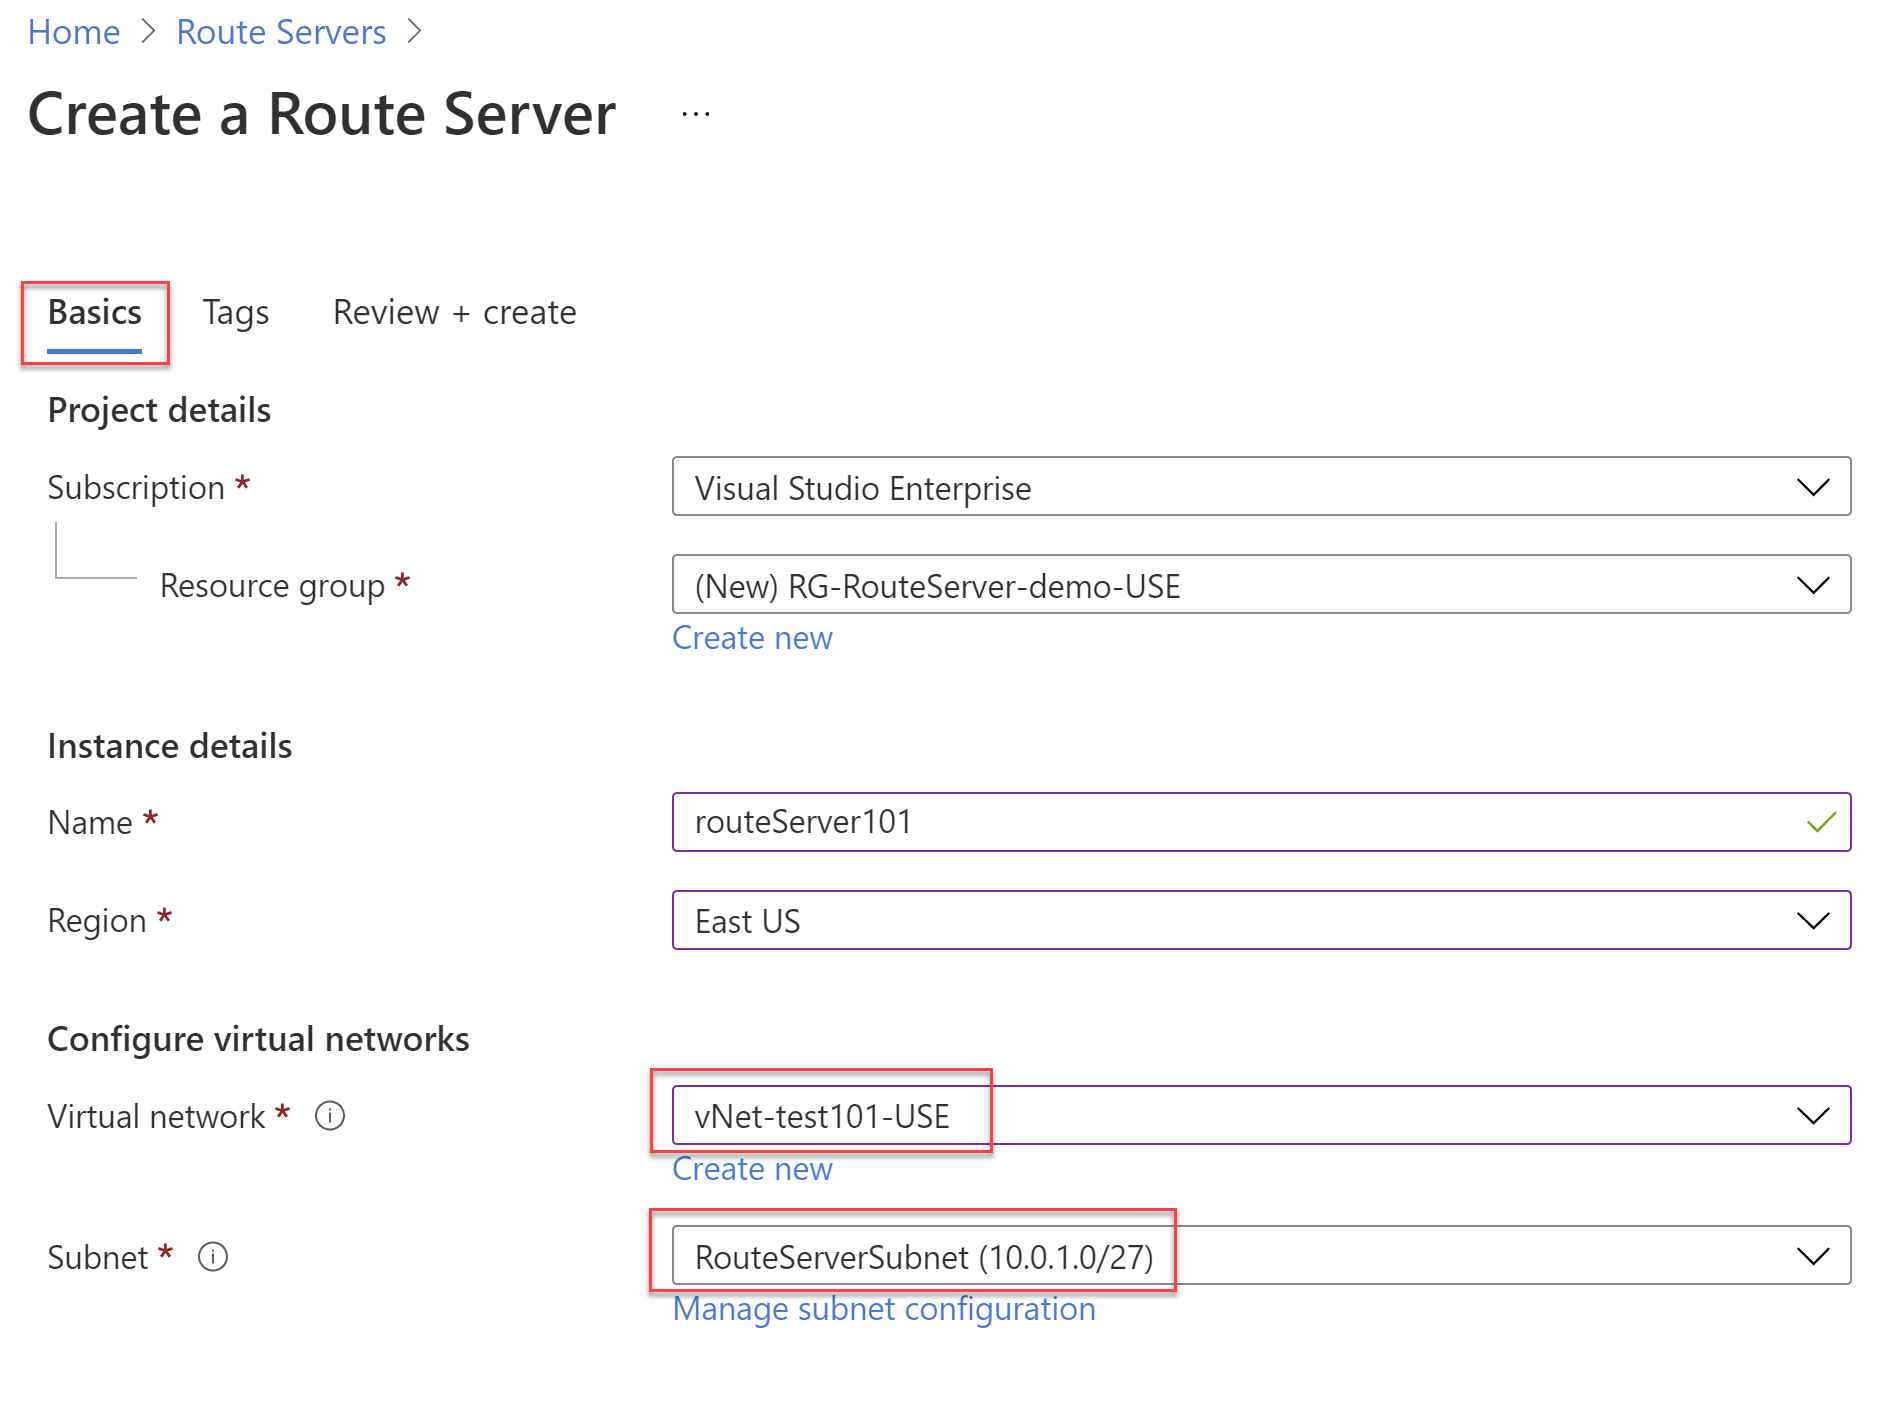 Home > Route Servers >
Create a Route Server ...
Basics Tags Review + create
Project details
Subscription * Visual Studio Enterprise
Resource group * (New) RG-RouteServer-demo-USE
Create new
Instance details
Name * routeServer101
Region * East US
Configure virtual networks
Virtual network * vNet-test101-USE
Create new
Subnet * RouteServerSubnet (10.0.1.0/27)
Manage subnet configuration